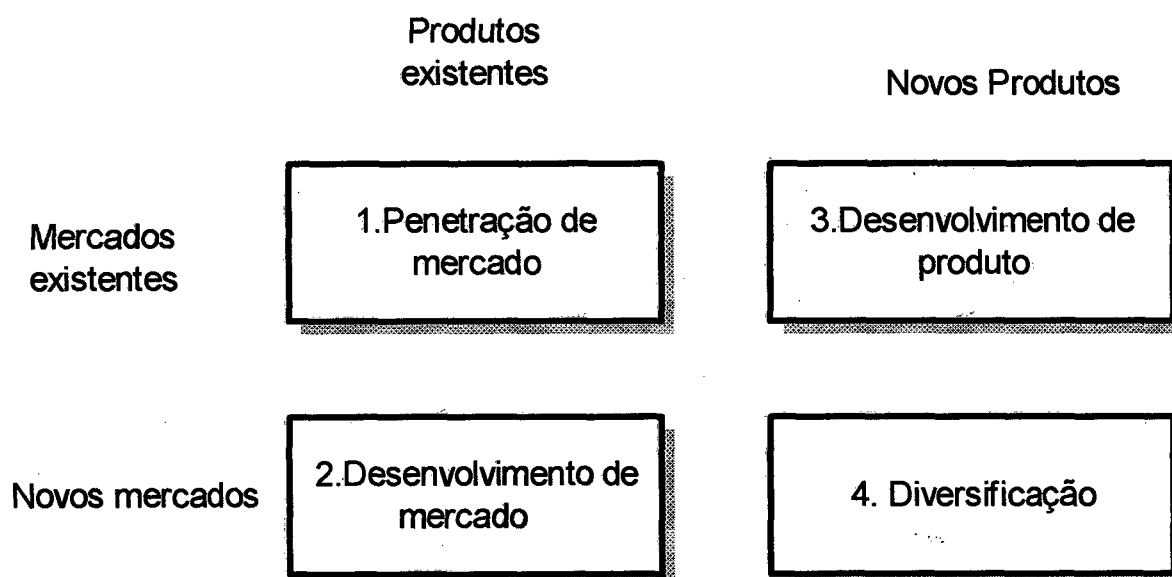 Produtos
existentes
Novos Produtos
Mercados
existentes
1.Penetração de
mercado
3.Desenvolvimento de
produto
Novos mercados
2.Desenvolvimento de
mercado
4. Diversificação